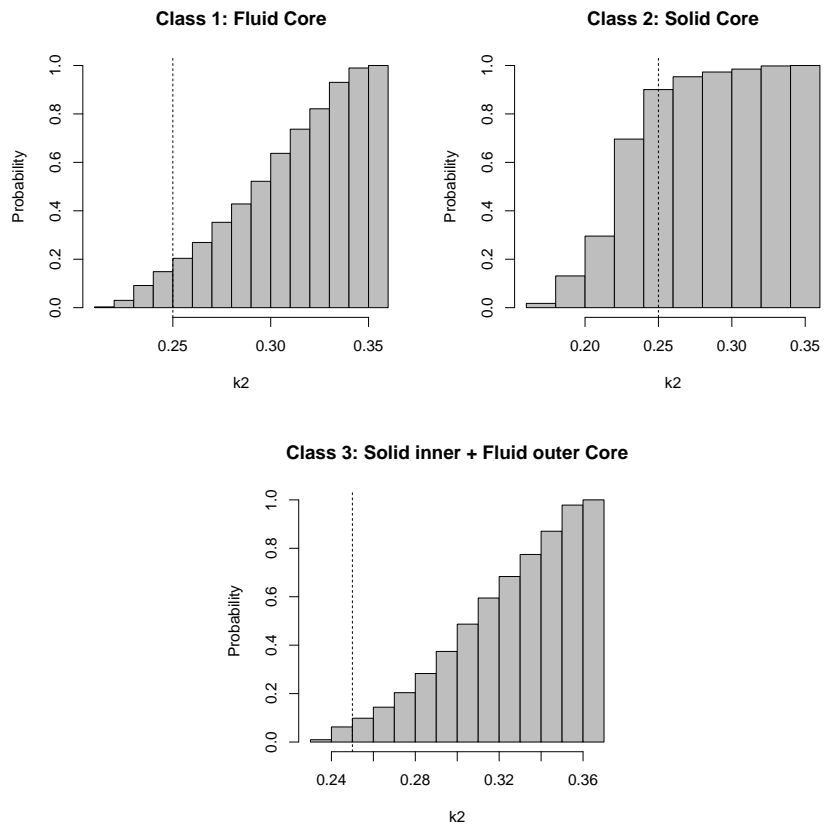 Class 1: Fluid Core
Probability
1.0
0.8
0.6
0.4
0.2
0.0
0.25 0.30 0.35
k2
Class 2: Solid Core
Probability
1.0
0.8
0.6
0.4
0.2
0.0
0.20 0.25 0.30 0.35
k2
Class 3: Solid inner + Fluid outer Core
Probability
1.0
0.8
0.6
0.4
0.2
0.0
0.24 0.28 0.32 0.36
k2